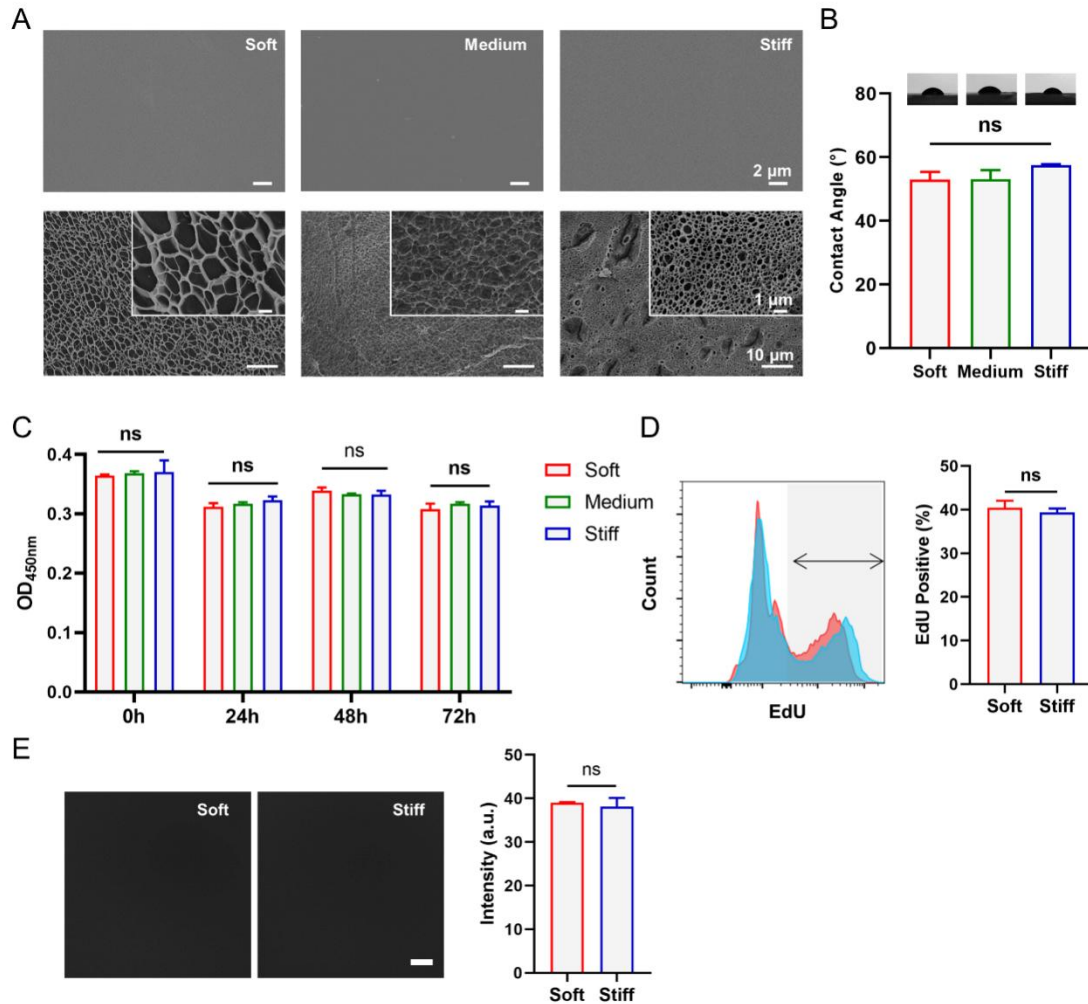 A
Soft
Medium
Stiff
2 μm
1 μm
10 μm
B
80
60
40
20
0
Contact Angle (°)
ns
Soft Medium Stiff
C
0.4
0.3
0.2
0.1
0.0
OD450nm
ns
ns
ns
ns
0h 24h 48h 72h
Soft
Medium
Stiff
D
Count
EdU
50
40
30
20
10
0
EdU Positive (%)
ns
Soft Stiff
E
Soft
Stiff
50
40
30
20
10
0
Intensity (a.u.)
ns
Soft Stiff